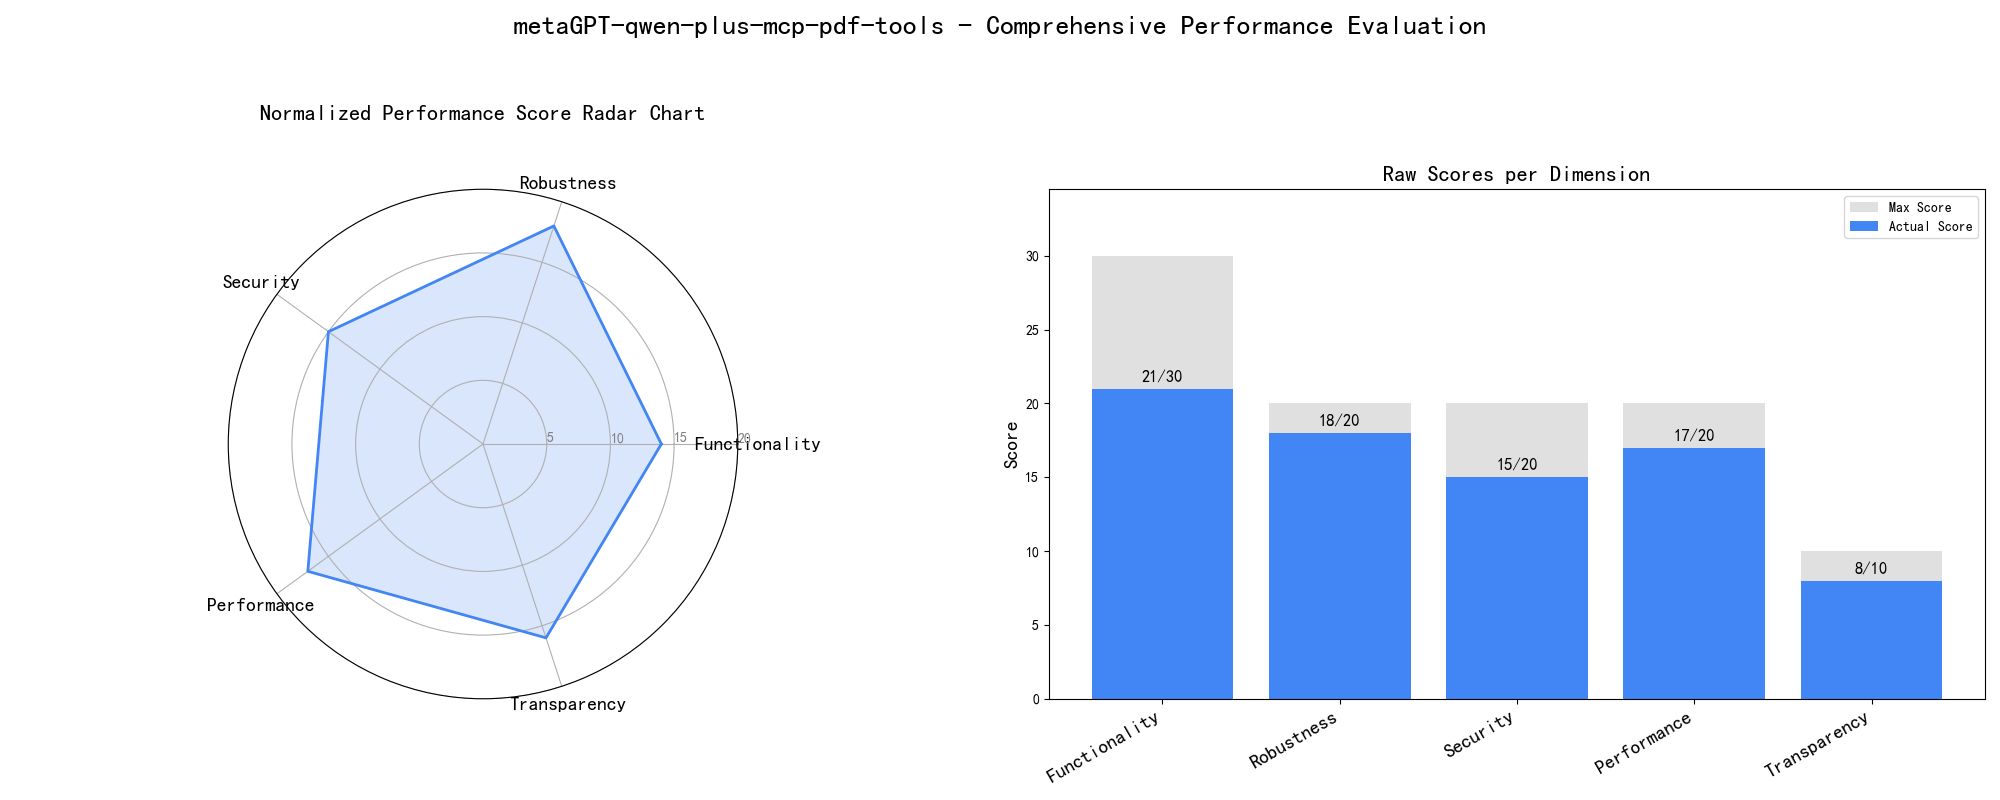 metaGPT-qwen-plus-mcp-pdf-tools - Comprehensive Performance Evaluation
Normalized Performance Score Radar Chart
Robustness
Security
Functionality
5
10
15
20
Performance
Transparency
Raw Scores per Dimension
Max Score
Actual Score
Score
30
25
20
15
10
5
0
21/30
18/20
15/20
17/20
8/10
Functionality
Robustness
Security
Performance
Transparency